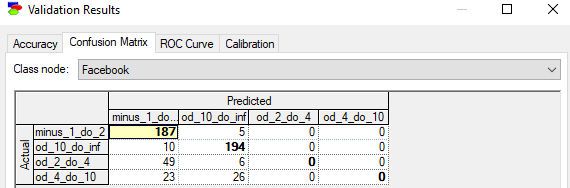 Validation Results
Accuracy Confusion Matrix ROC Curve Calibration
Class node: Facebook
Predicted
minus_1_do... od_10_do_inf od_2_do_4 od_4_do_10
Actual
minus_1_do_2 187 5 0 0
od_10_do_inf 10 194 0 0
od_2_do_4 49 6 0 0
od_4_do_10 23 26 0 0